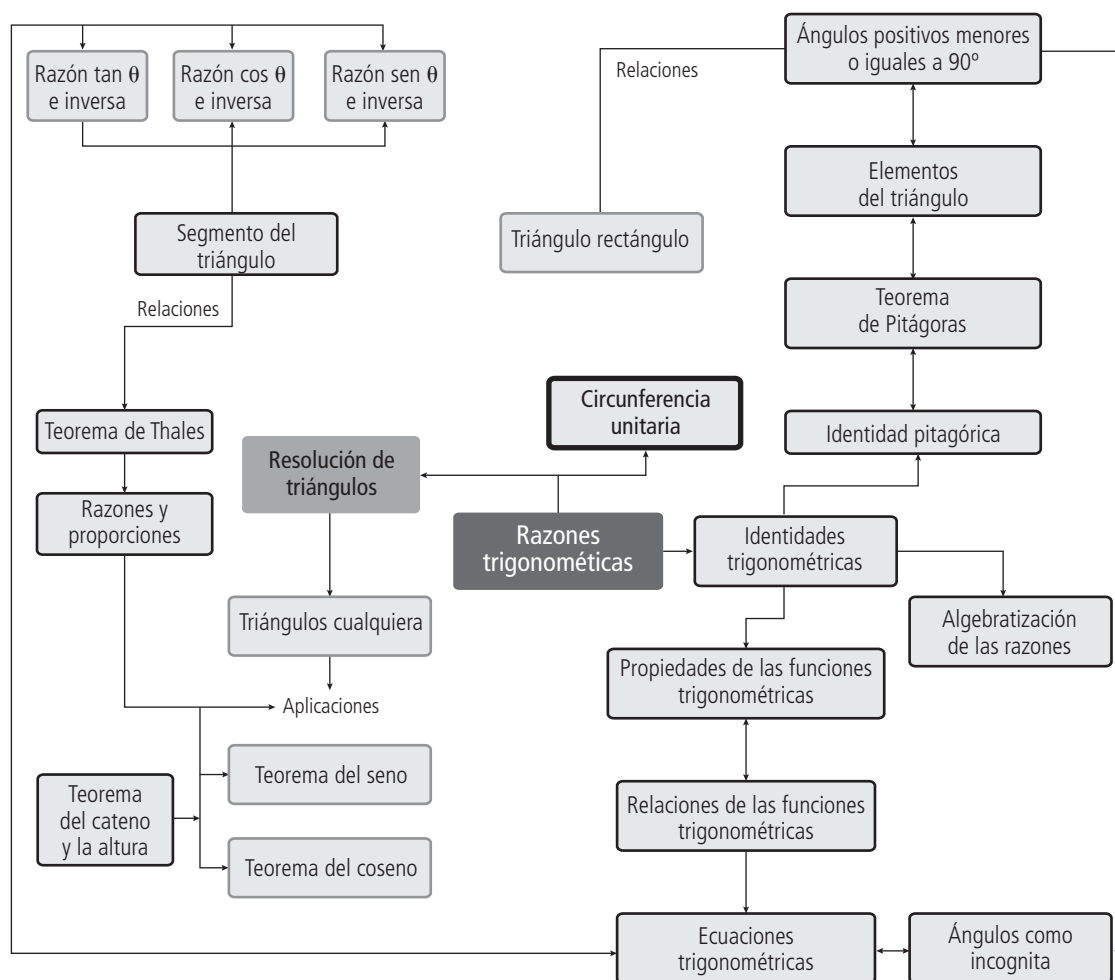 Ángulos positivos menores
o iguales a 90º
Relaciones
Razón tan θ
e inversa
Razón cos θ
e inversa
Razón sen θ
e inversa
Elementos
del triángulo
Segmento del
triángulo
Triángulo rectángulo
Relaciones
Teorema
de Pitágoras
Circunferencia
unitaria
Teorema de Thales
Identidad pitagórica
Resolución de
triángulos
Razones y
proporciones
Razones
trigonométicas
Identidades
trigonométricas
Triángulos cualquiera
Algebratización
de las razones
Propiedades de las funciones
trigonométricas
Aplicaciones
Teorema del seno
Teorema
del cateno
y la altura
Relaciones de las funciones
trigonométricas
Teorema del coseno
Ecuaciones
trigonométricas
Ángulos como
incognita